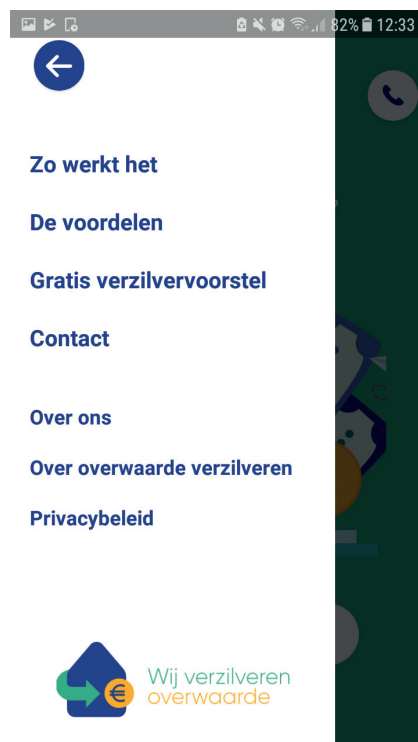 82% 12:33
Zo werkt het
De voordelen
Gratis verzilvervoorstel
Contact
Over ons
Over overwaarde verzilveren
Privacybeleid
Wij verzilveren
overwaarde